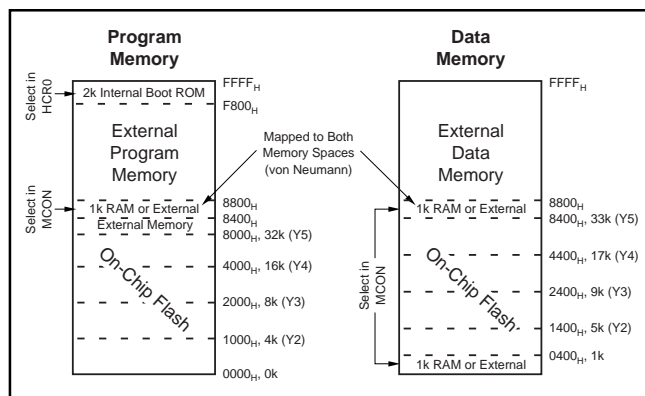 Program
Memory
Select in
HCR0
2k Internal Boot ROM
FFFFH
F800H
External
Program
Memory
Select in
MCON
1k RAM or External
8800H
8400H
External Memory
8000H, 32k (Y5)
4000H, 16k (Y4)
On-Chip Flash
2000H, 8k (Y3)
1000H, 4k (Y2)
0000H, 0k
Mapped to Both
Memory Spaces
(von Neumann)
Data
Memory
FFFFH
External
Data
Memory
8800H
1k RAM or External
8400H, 33k (Y5)
4400H, 17k (Y4)
On-Chip Flash
Select in
MCON
2400H, 9k (Y3)
1400H, 5k (Y2)
0400H, 1k
1k RAM or External